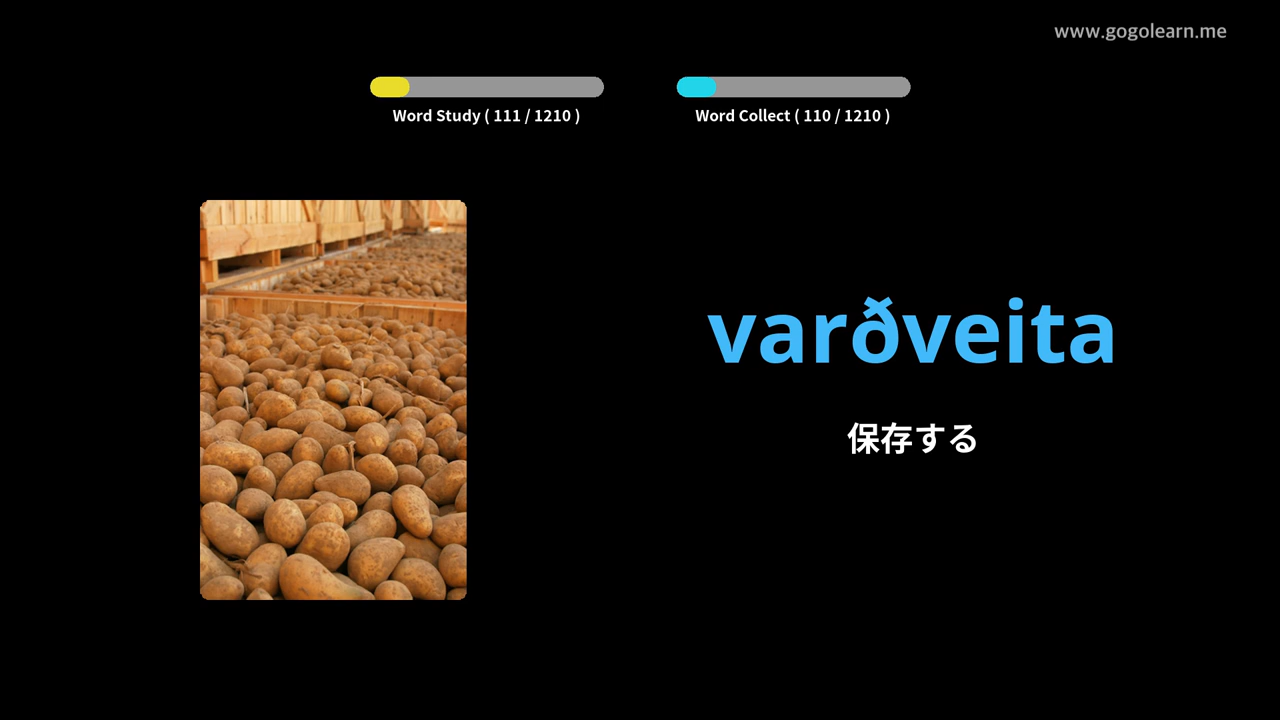 www.gogolearn.me
Word Study ( 111 / 1210 )
Word Collect ( 110 / 1210 )
varðveita
保存する